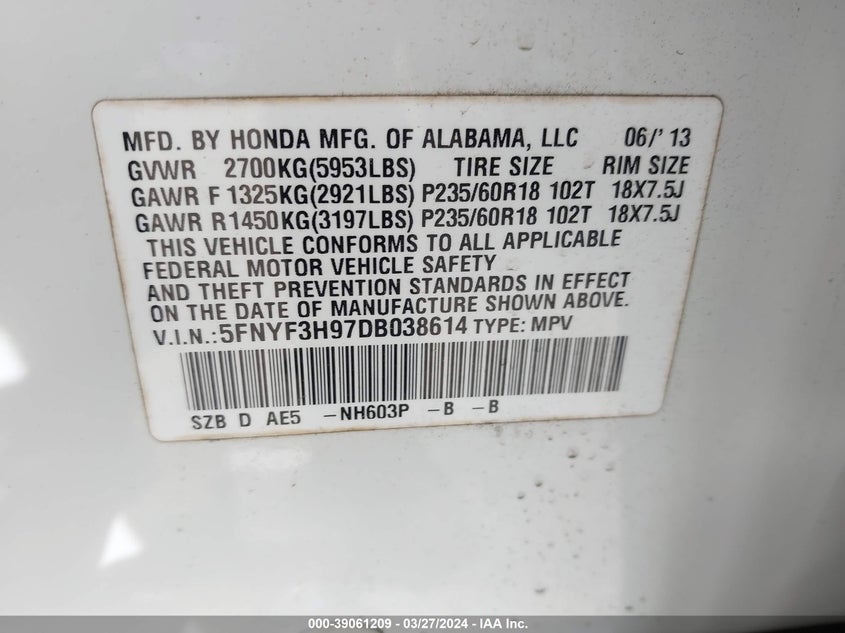 MFD. BY HONDA MFG. OF ALABAMA, LLC 06/' 13
GVWR 2700KG(5953LBS) TIRE SIZE RIM SIZE
GAWR F 1325KG(2921LBS) P235/60R18 102T 18X7.5J
GAWR R1450KG(3197LBS) P235/60R18 102T 18X7.5J
THIS VEHICLE CONFORMS TO ALL APPLICABLE
FEDERAL MOTOR VEHICLE SAFETY
AND THEFT PREVENTION STANDARDS IN EFFECT
ON THE DATE OF MANUFACTURE SHOWN ABOVE.
V.I.N.:5FNYF3H97DB038614 TYPE: MPV
SZB D AE5 -NH603P -B -B
000-39061209 - 03/27/2024 - IAA Inc.